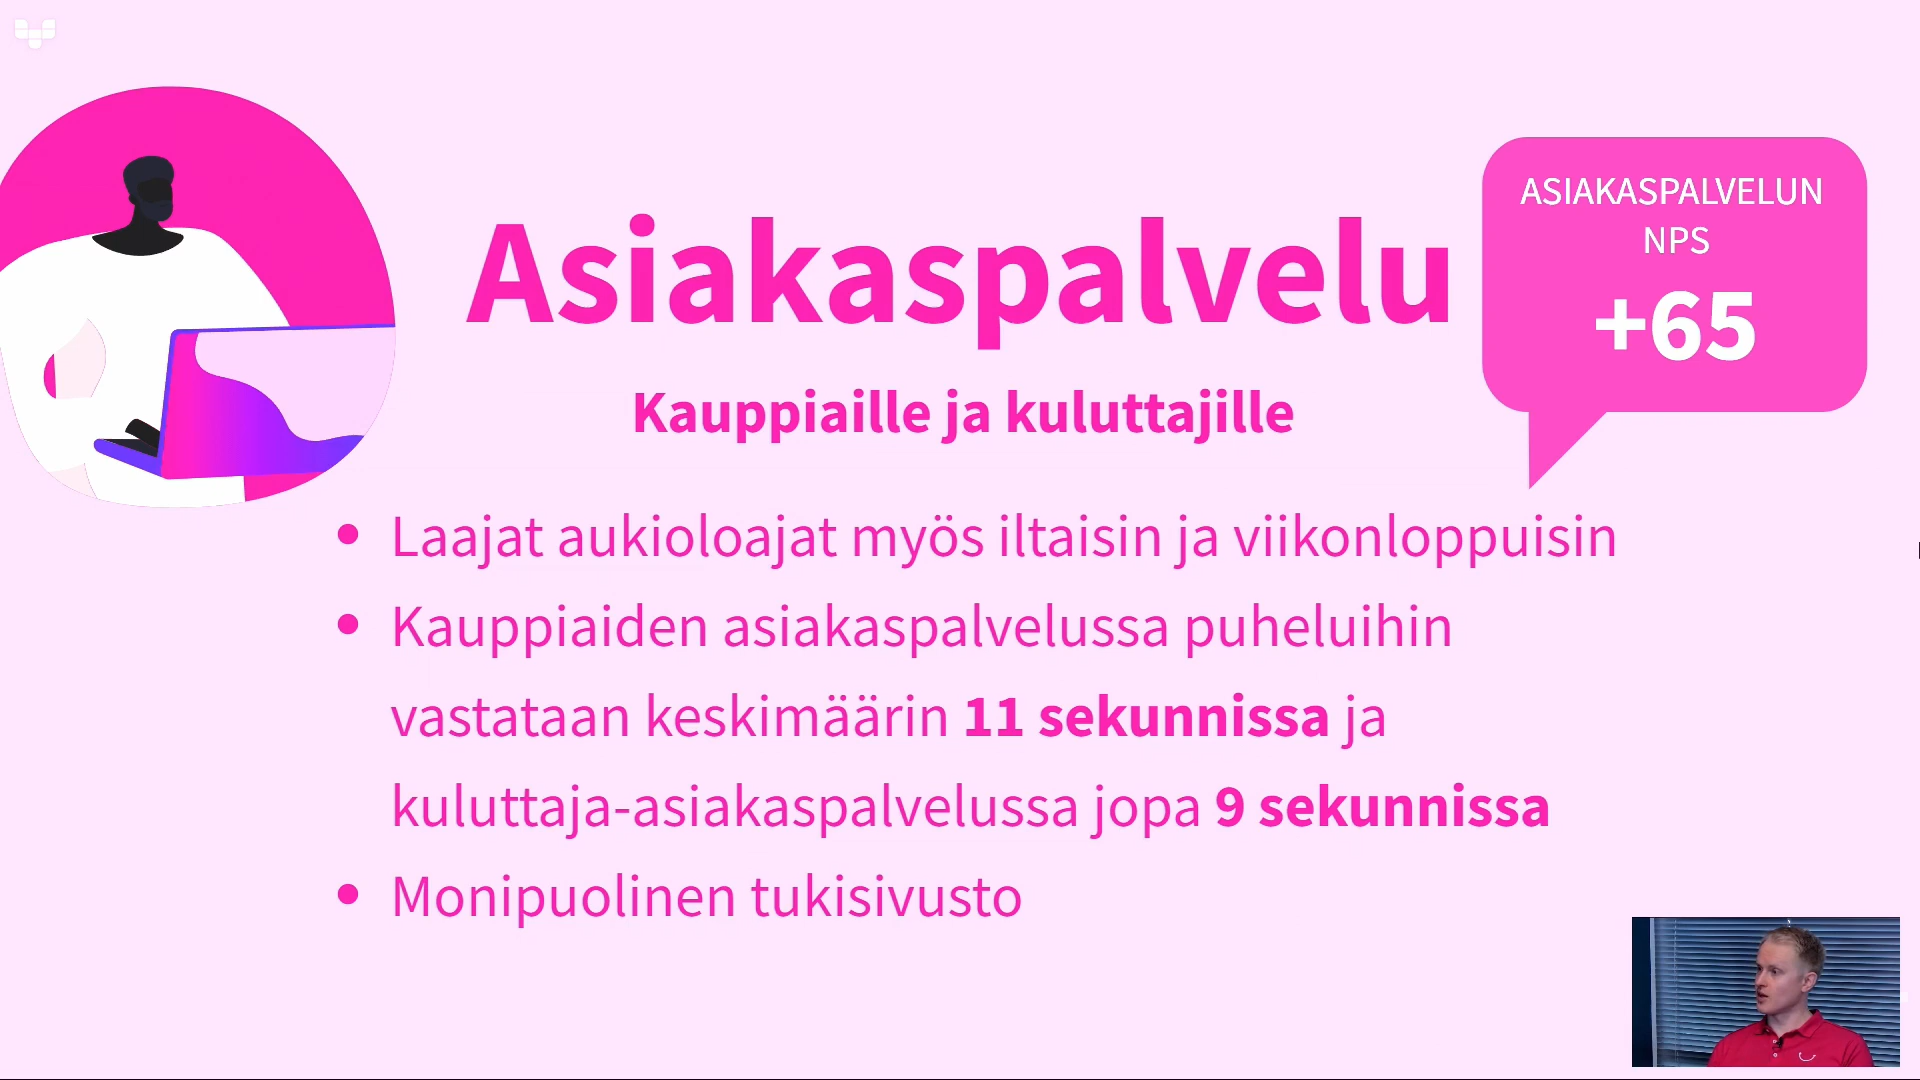 Asiakaspalvelu
Kauppiaille ja kuluttajille
ASIAKASPALVELUN
NPS
+65
• Laajat aukioloajat myös iltaisin ja viikonloppuisin
• Kauppiaiden asiakaspalvelussa puheluihin
vastataan keskimäärin 11 sekunnissa ja
kuluttaja-asiakaspalvelussa jopa 9 sekunnissa
• Monipuolinen tukisivusto